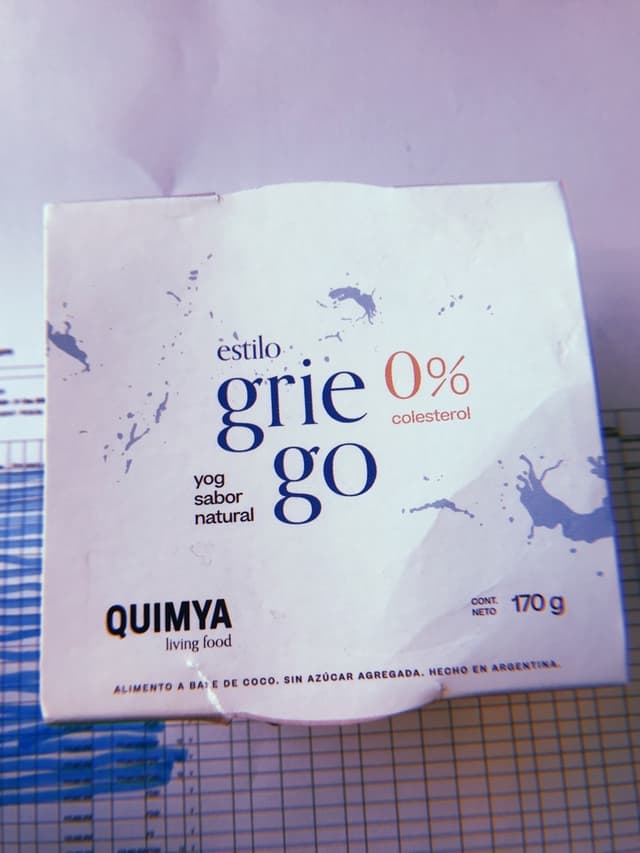 estilo
grie
go
0%
colesterol
yog
sabor
natural
QUIMYA
living food
CONT.
NETO
170 g
ALIMENTO A BASE DE COCO. SIN AZÚCAR AGREGADA. HECHO EN ARGENTINA.